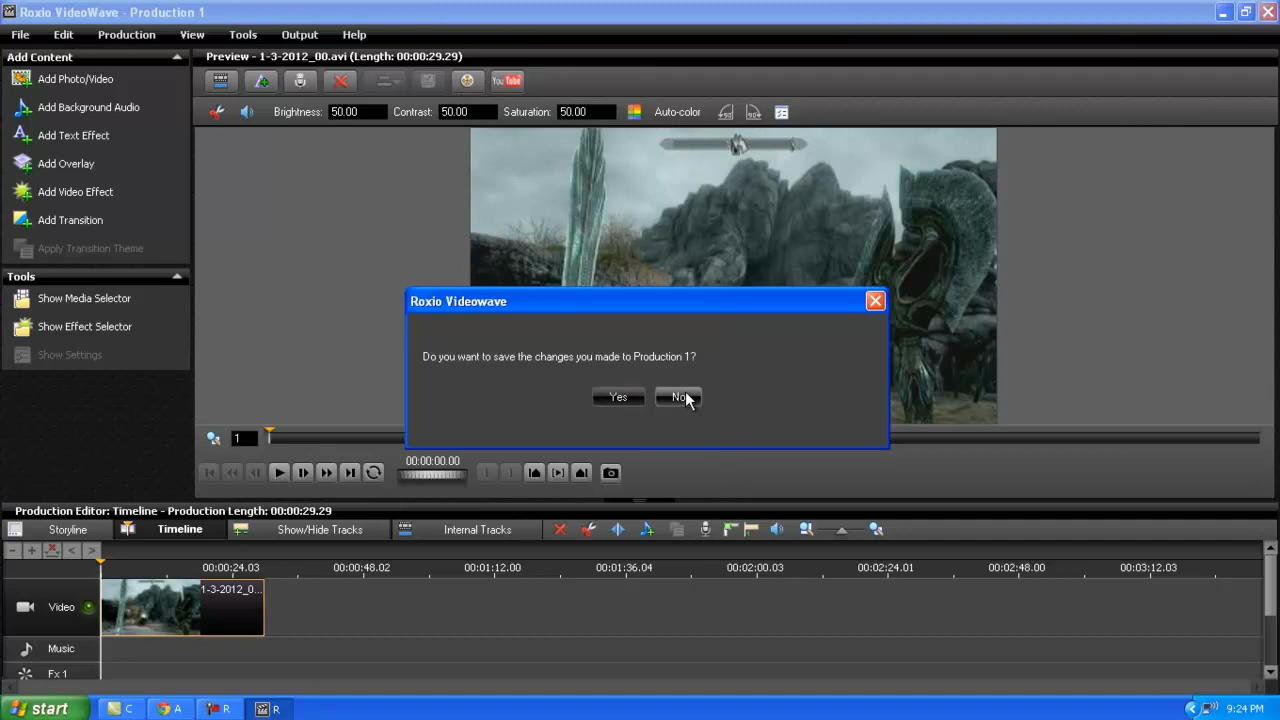 Roxio VideoWave - Production 1
File Edit Production View Tools Output Help
Add Content
Preview - 1-3-2012_00.avi (Length: 00:00:29.29)
Add Photo/Video
You Tube
Add Background Audio
Brightness: 50.00 Contrast: 50.00 Saturation: 50.00 Auto-color 90 90
Add Text Effect
Add Overlay
Add Video Effect
Add Transition
Apply Transition Theme
Tools
Show Media Selector
Show Effect Selector
Show Settings
Roxio Videowave
Do you want to save the changes you made to Production 1?
Yes No
1
00:00:00.00
Production Editor: Timeline - Production Length: 00:00:29.29
Storyline Timeline Show/Hide Tracks Internal Tracks
00:00:24.03 00:00:48.02 00:01:12.00 00:01:36.04 00:02:00.03 00:02:24.01 00:02:48.00 00:03:12.03
1-3-2012_0...
Video
Music
Fx 1
start C A R R 9:24 PM